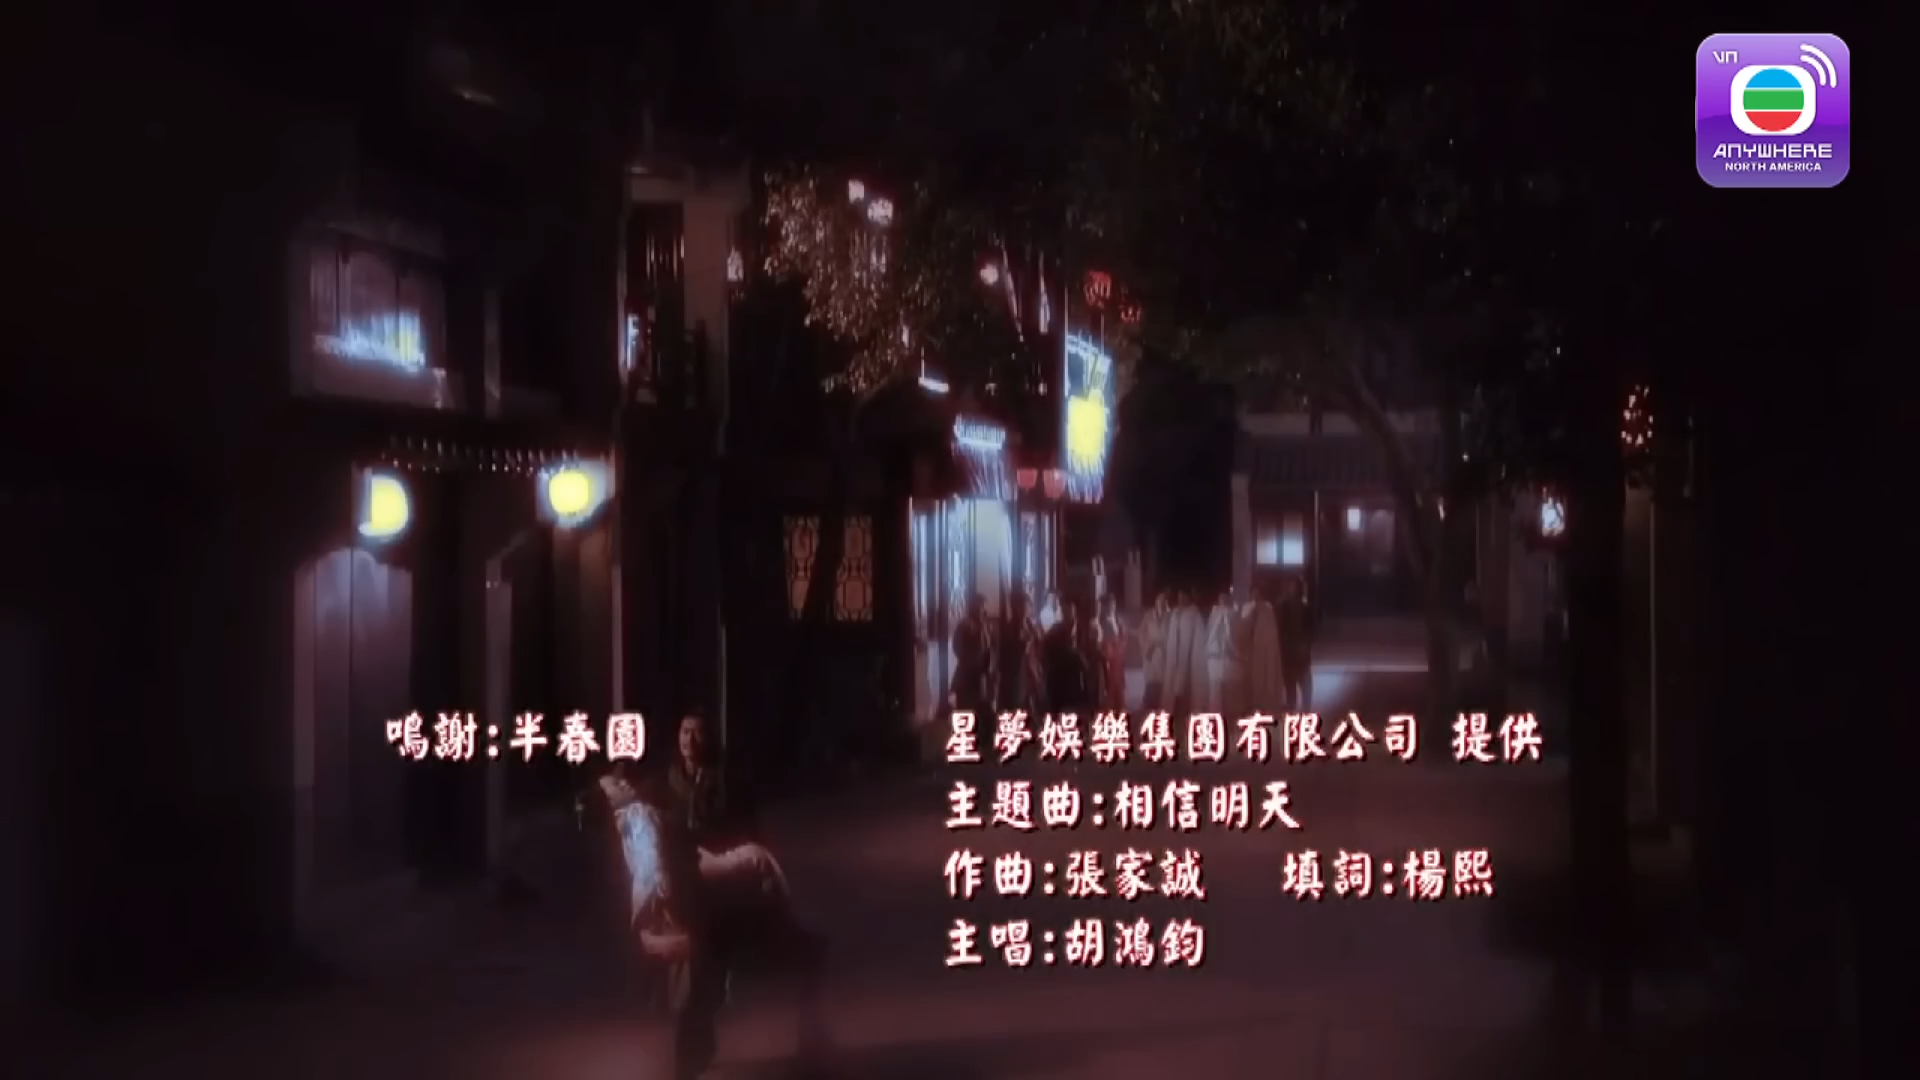 VN
ANYWHERE
NORTH AMERICA
鳴謝:半春園
星夢娛樂集團有限公司 提供
主題曲:相信明天
作曲:張家誠 填詞:楊熙
主唱:胡鴻鈞